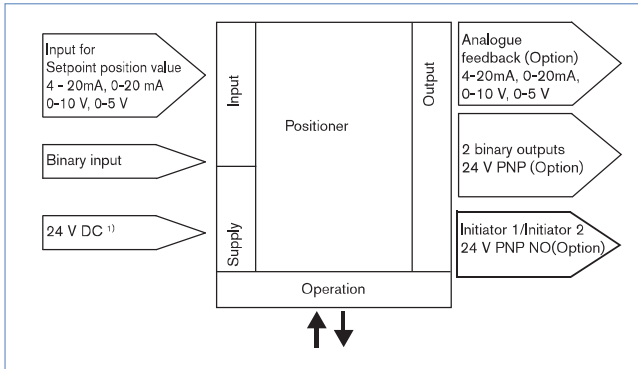 Input for
Setpoint position value
4 - 20mA, 0-20 mA
0-10 V, 0-5 V
Binary input
24 V DC 1)
Input
Supply
Positioner
Output
Operation
Analogue
feedback (Option)
4-20mA, 0-20mA,
0-10 V, 0-5 V
2 binary outputs
24 V PNP (Option)
Initiator 1/Initiator 2
24 V PNP NO(Option)